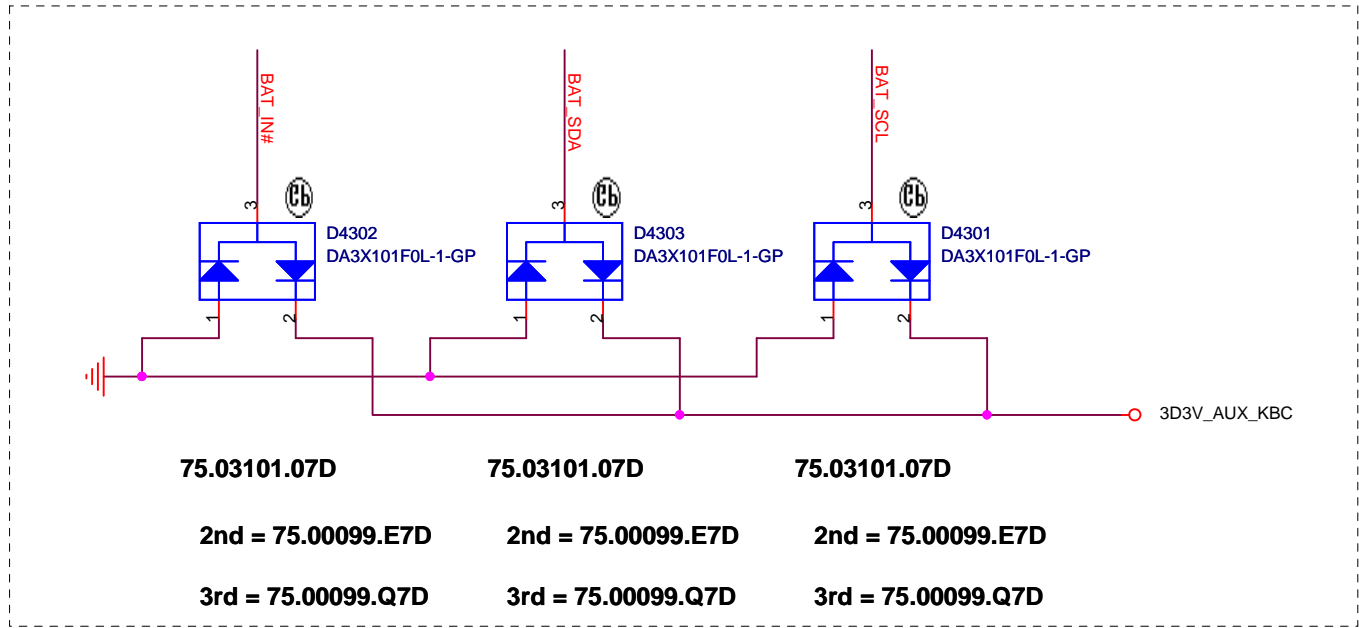 BAT_IN#
BAT_SDA
BAT_SCL
3
3
3
D4302
DA3X101F0L-1-GP
D4303
DA3X101F0L-1-GP
D4301
DA3X101F0L-1-GP
1
2
1
2
1
2
3D3V_AUX_KBC
75.03101.07D
75.03101.07D
75.03101.07D
2nd = 75.00099.E7D
2nd = 75.00099.E7D
2nd = 75.00099.E7D
3rd = 75.00099.Q7D
3rd = 75.00099.Q7D
3rd = 75.00099.Q7D